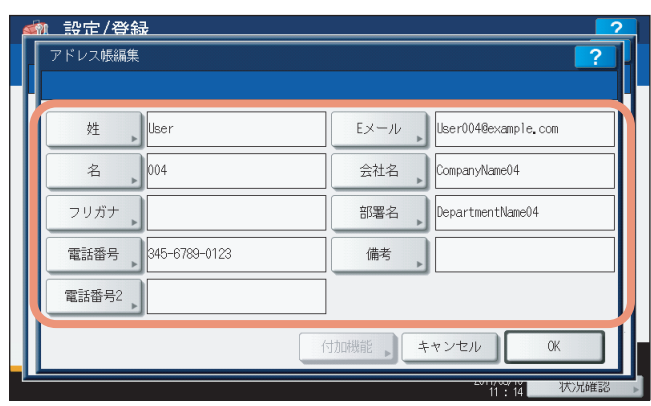 設定/登録 ?
アドレス帳編集 ?
姓 User Eメール User004@example.com
名 004 会社名 CompanyName04
フリガナ 部署名 DepartmentName04
電話番号 345-6789-0123 備考
電話番号2
付加機能 キャンセル OK
11 : 14 状況確認